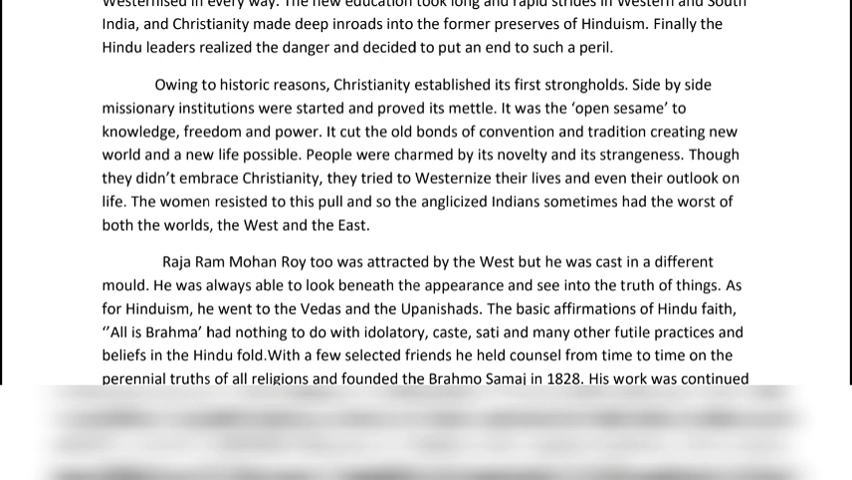 Westernised in every way. The new education took long and rapid strides in Western and South
India, and Christianity made deep inroads into the former preserves of Hinduism. Finally the
Hindu leaders realized the danger and decided to put an end to such a peril.
Owing to historic reasons, Christianity established its first strongholds. Side by side
missionary institutions were started and proved its mettle. It was the ‘open sesame’ to
knowledge, freedom and power. It cut the old bonds of convention and tradition creating new
world and a new life possible. People were charmed by its novelty and its strangeness. Though
they didn’t embrace Christianity, they tried to Westernize their lives and even their outlook on
life. The women resisted to this pull and so the anglicized Indians sometimes had the worst of
both the worlds, the West and the East.
Raja Ram Mohan Roy too was attracted by the West but he was cast in a different
mould. He was always able to look beneath the appearance and see into the truth of things. As
for Hinduism, he went to the Vedas and the Upanishads. The basic affirmations of Hindu faith,
‘’All is Brahma’ had nothing to do with idolatory, caste, sati and many other futile practices and
beliefs in the Hindu fold.With a few selected friends he held counsel from time to time on the
perennial truths of all religions and founded the Brahmo Samaj in 1828. His work was continued